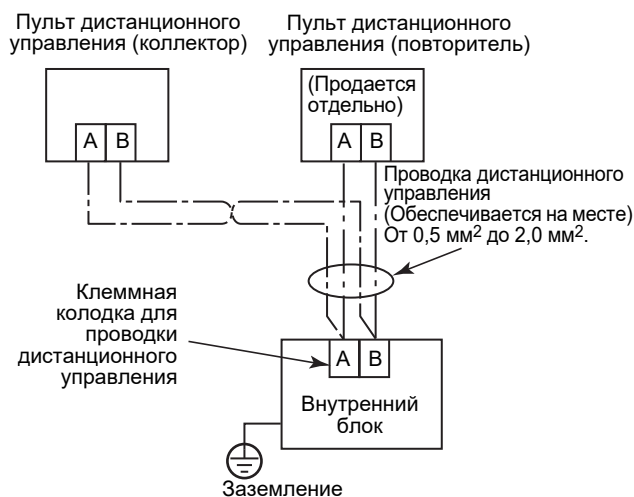 Пульт дистанционного
управления (коллектор)
Пульт дистанционного
управления (повторитель)
(Продается
отдельно)
A B
A B
Проводка дистанционного
управления
(Обеспечивается на месте)
От 0,5 мм² до 2,0 мм².
Клеммная
колодка для
проводки
дистанционного
управления
A B
Внутренний
блок
Заземление